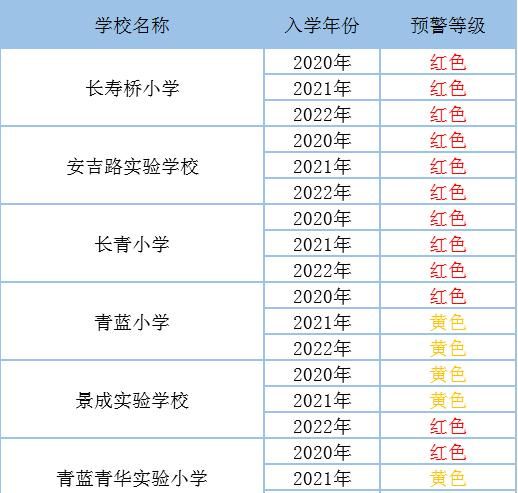 学校名称 入学年份 预警等级
长寿桥小学 2020年 红色
2021年 红色
2022年 红色
安吉路实验学校 2020年 红色
2021年 红色
2022年 红色
长青小学 2020年 红色
2021年 红色
2022年 红色
青蓝小学 2020年 红色
2021年 黄色
2022年 黄色
景成实验学校 2020年 黄色
2021年 黄色
2022年 红色
青蓝青华实验小学 2020年 红色
2021年 黄色